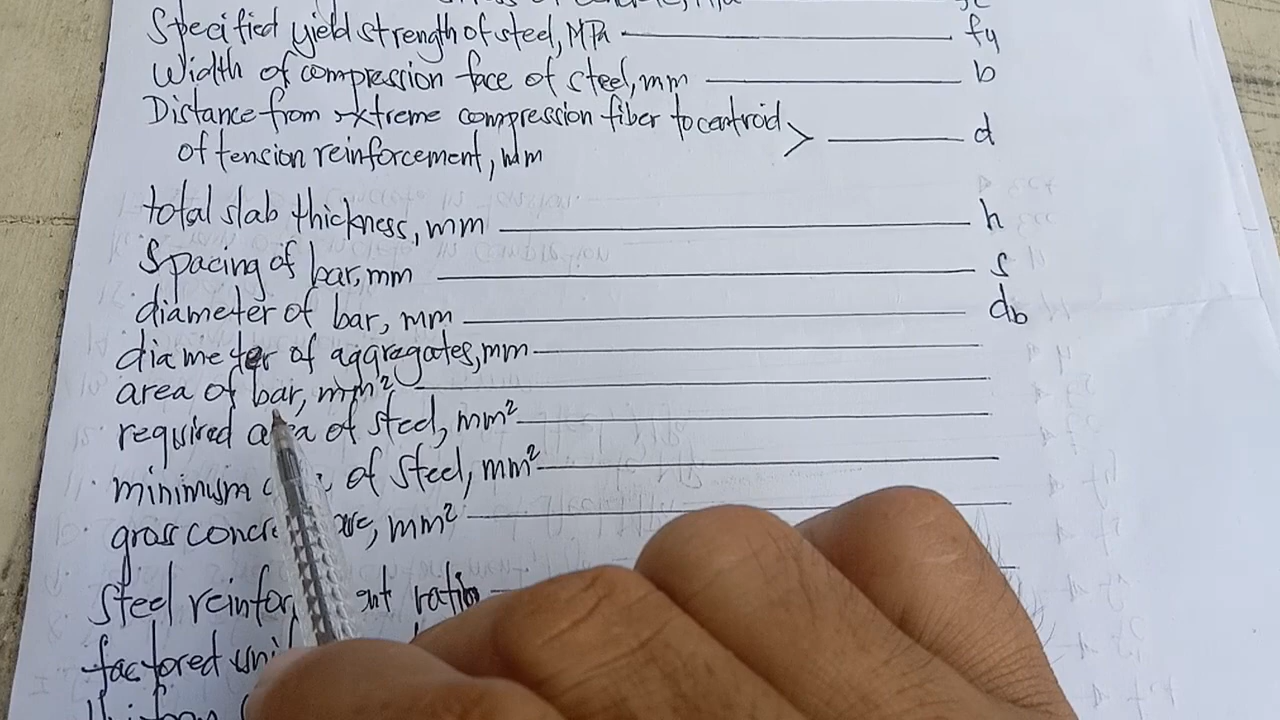 Specified yield strength of steel, MPa fy
Width of compression face of steel, mm b
Distance from extreme compression fiber to centroid
of tension reinforcement, mm d
total slab thickness, mm h
Spacing of bar, mm s
diameter of bar, mm db
diameter of aggregates, mm
area of bar, mm²
required area of steel, mm²
minimum of steel, mm²
gross mm²
Steel ratio
factored